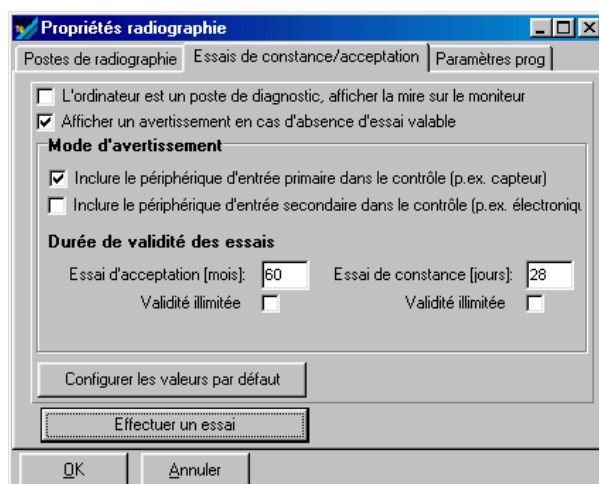 Propriétés radiographie
Postes de radiographie Essais de constance/acceptation Paramètres prog
L'ordinateur est un poste de diagnostic, afficher la mire sur le moniteur
Afficher un avertissement en cas d'absence d'essai valable
Mode d'avertissement
Inclure le périphérique d'entrée primaire dans le contrôle (p.ex. capteur)
Inclure le périphérique d'entrée secondaire dans le contrôle (p.ex. électroniqu
Durée de validité des essais
Essai d'acceptation [mois]: 60 Essai de constance [jours]: 28
Validité illimitée Validité illimitée
Configurer les valeurs par défaut
Effectuer un essai
OK Annuler